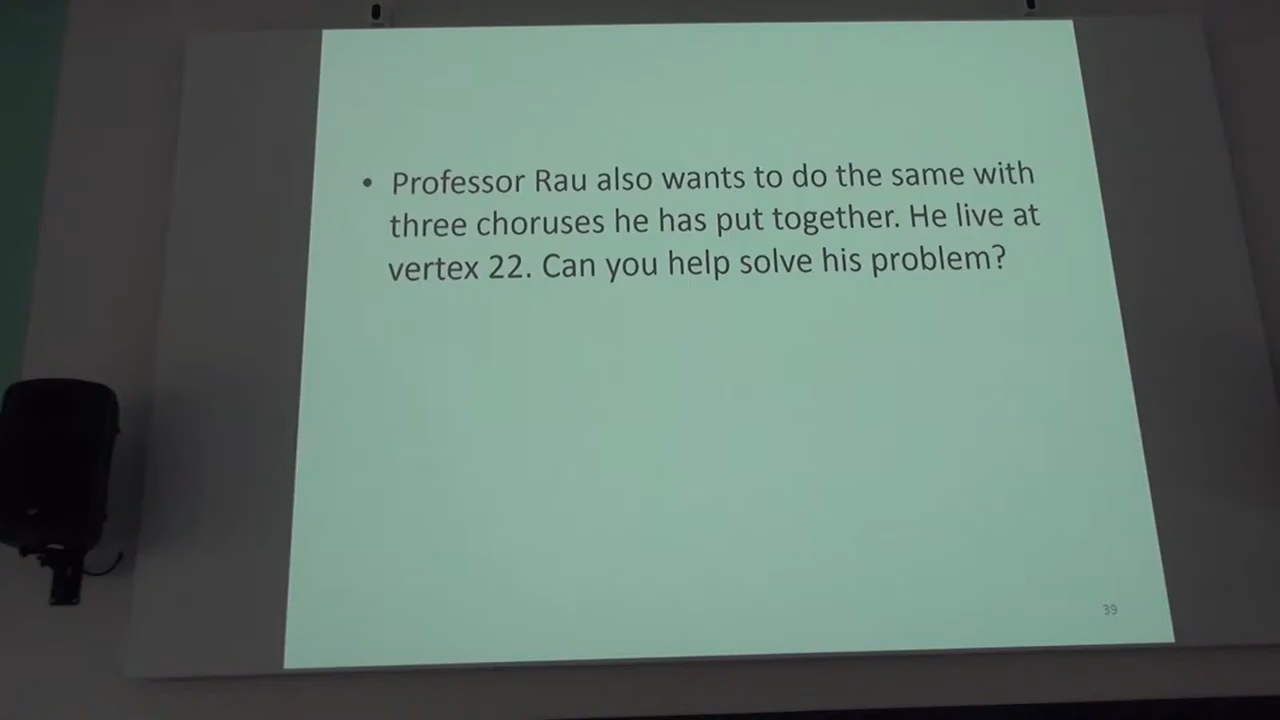 • Professor Rau also wants to do the same with
three choruses he has put together. He live at
vertex 22. Can you help solve his problem?
39